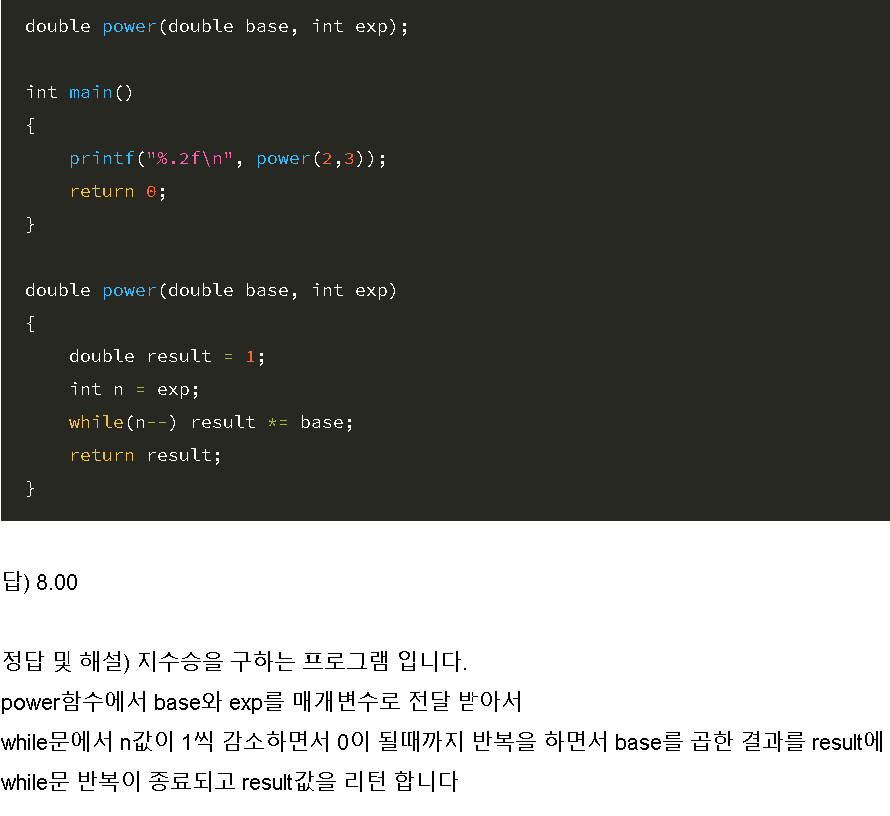 double power(double base, int exp);
int main()
{
printf("%.2f\n", power(2,3));
return 0;
}
double power(double base, int exp)
{
double result = 1;
int n = exp;
while(n--) result *= base;
return result;
}
답) 8.00
정답 및 해설) 지수승을 구하는 프로그램 입니다.
power함수에서 base와 exp를 매개변수로 전달 받아서
while문에서 n값이 1씩 감소하면서 0이 될때까지 반복을 하면서 base를 곱한 결과를 result에
while문 반복이 종료되고 result값을 리턴 합니다